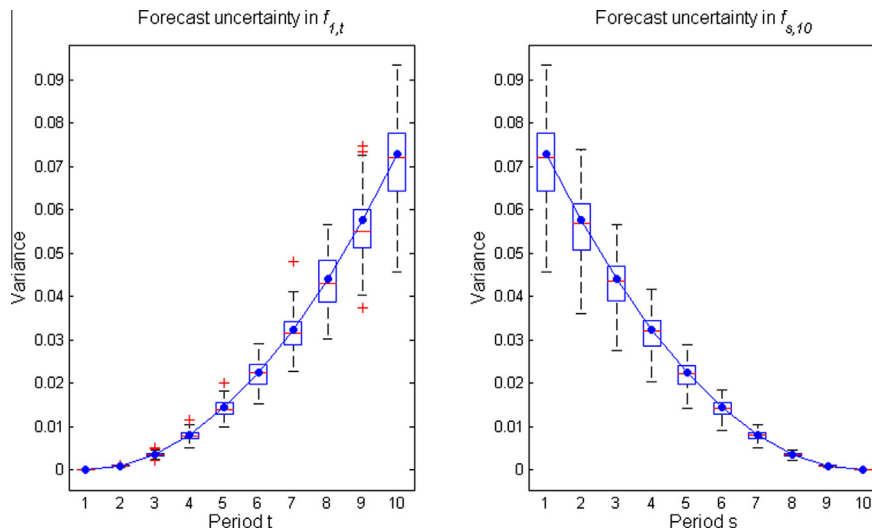 Forecast uncertainty in f1,t
0.09
0.08
0.07
0.06
0.05
0.04
0.03
0.02
0.01
0
Variance
1 2 3 4 5 6 7 8 9 10
Period t
Forecast uncertainty in fs,10
0.09
0.08
0.07
0.06
0.05
0.04
0.03
0.02
0.01
0
Variance
1 2 3 4 5 6 7 8 9 10
Period s